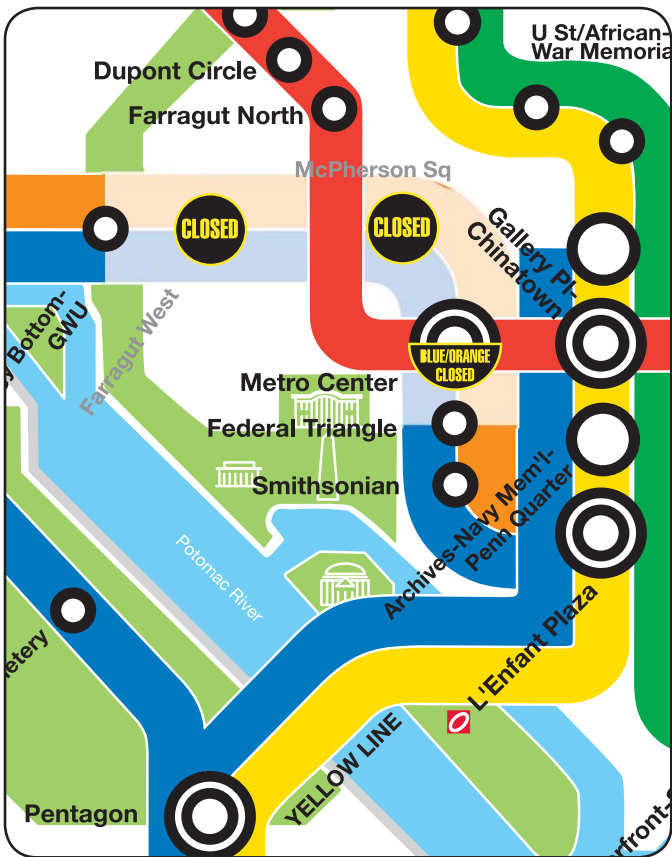 U St/African-
War Memoria
Dupont Circle
Farragut North
McPherson Sq
CLOSED
CLOSED
Gallery Pl-
Chinatown
y Bottom-
GWU
Farragut West
BLUE/ORANGE
CLOSED
Metro Center
Federal Triangle
Smithsonian
Archives-Navy Mem'l-
Penn Quarter
Potomac River
etery
L'Enfant Plaza
YELLOW LINE
Pentagon
erfront-